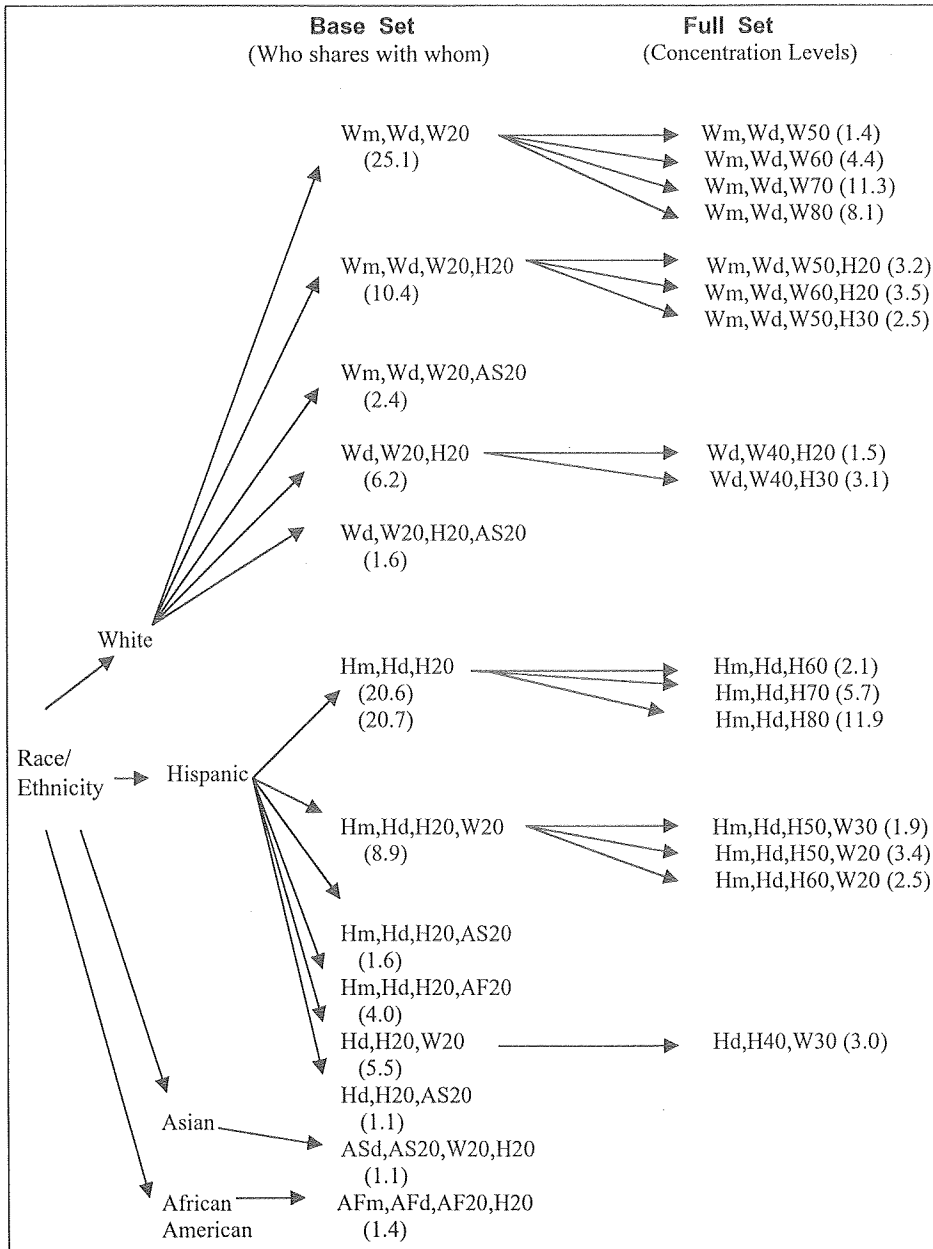 Base Set Full Set
(Who shares with whom) (Concentration Levels)
Wm,Wd,W20 Wm,Wd,W50 (1.4)
(25.1) Wm,Wd,W60 (4.4)
Wm,Wd,W70 (11.3)
Wm,Wd,W80 (8.1)
Wm,Wd,W20,H20 Wm,Wd,W50,H20 (3.2)
(10.4) Wm,Wd,W60,H20 (3.5)
Wm,Wd,W50,H30 (2.5)
Wm,Wd,W20,AS20
(2.4)
Wd,W20,H20 Wd,W40,H20 (1.5)
(6.2) Wd,W40,H30 (3.1)
Wd,W20,H20,AS20
(1.6)
White
Hm,Hd,H20 Hm,Hd,H60 (2.1)
(20.6) Hm,Hd,H70 (5.7)
(20.7) Hm,Hd,H80 (11.9
Race/
Ethnicity Hispanic
Hm,Hd,H20,W20 Hm,Hd,H50,W30 (1.9)
(8.9) Hm,Hd,H50,W20 (3.4)
Hm,Hd,H60,W20 (2.5)
Hm,Hd,H20,AS20
(1.6)
Hm,Hd,H20,AF20
(4.0)
Hd,H20,W20 Hd,H40,W30 (3.0)
(5.5)
Hd,H20,AS20
(1.1)
Asian
ASd,AS20,W20,H20
(1.1)
African AFm,AFd,AF20,H20
American (1.4)